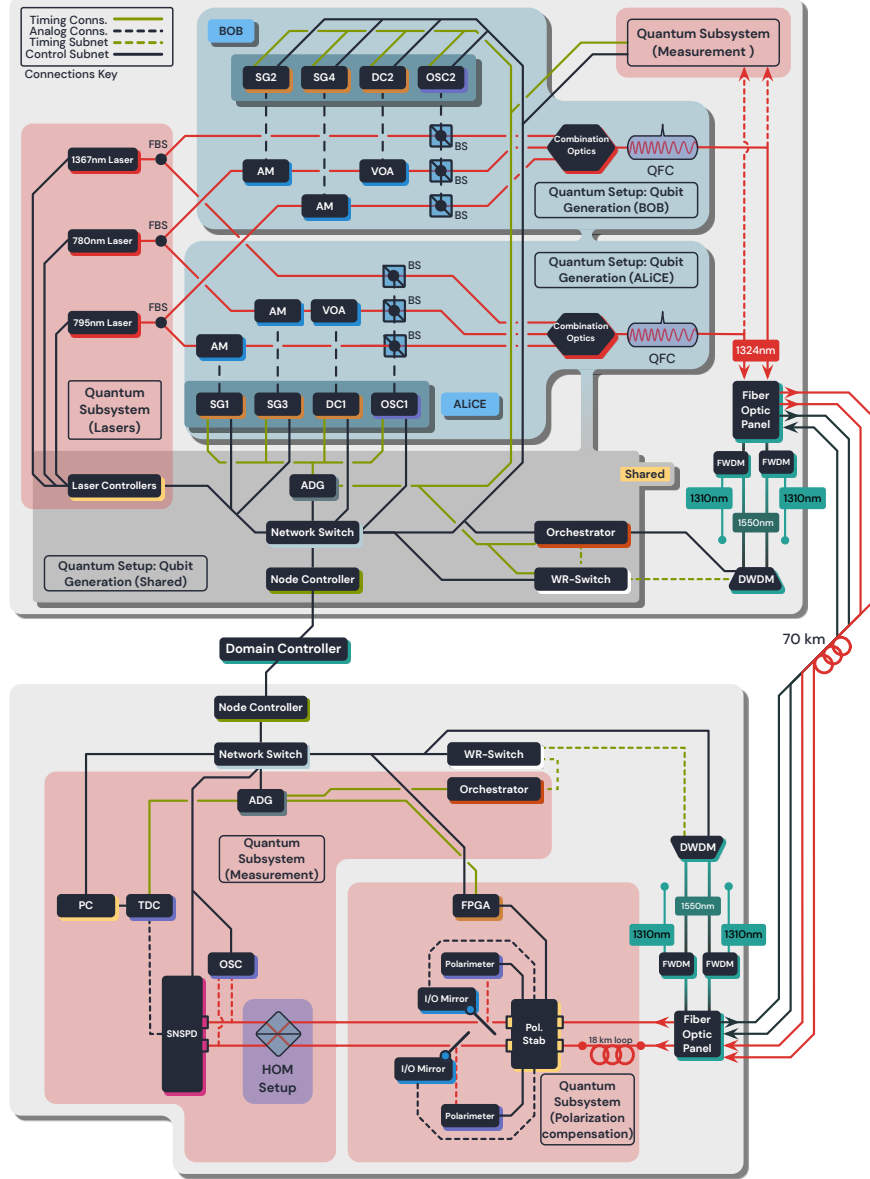 Timing Conns.
Analog Conns.
Timing Subnet
Control Subnet
Connections Key
BOB
SG2
SG4
DC2
OSC2
Quantum Subsystem
(Measurement )
FBS
1367nm Laser
BS
Combination
Optics
QFC
AM
VOA
BS
AM
BS
Quantum Setup: Qubit
Generation (BOB)
FBS
780nm Laser
Quantum Setup: Qubit
Generation (ALiCE)
BS
FBS
795nm Laser
AM
VOA
BS
Combination
Optics
QFC
AM
BS
1324nm
Quantum
Subsystem
(Lasers)
SG1
SG3
DC1
OSC1
ALiCE
Fiber
Optic
Panel
FWDM
FWDM
Laser Controllers
ADG
Shared
1310nm
1310nm
1550nm
Network Switch
Orchestrator
Quantum Setup: Qubit
Generation (Shared)
Node Controller
WR-Switch
DWDM
Domain Controller
70 km
Node Controller
Network Switch
WR-Switch
ADG
Orchestrator
Quantum
Subsystem
(Measurement)
DWDM
PC
TDC
FPGA
1550nm
1310nm
1310nm
OSC
Polarimeter
FWDM
FWDM
I/O Mirror
SNSPD
Pol.
Stab
Fiber
Optic
Panel
18 km loop
HOM
Setup
I/O Mirror
Quantum
Subsystem
(Polarization
compensation)
Polarimeter